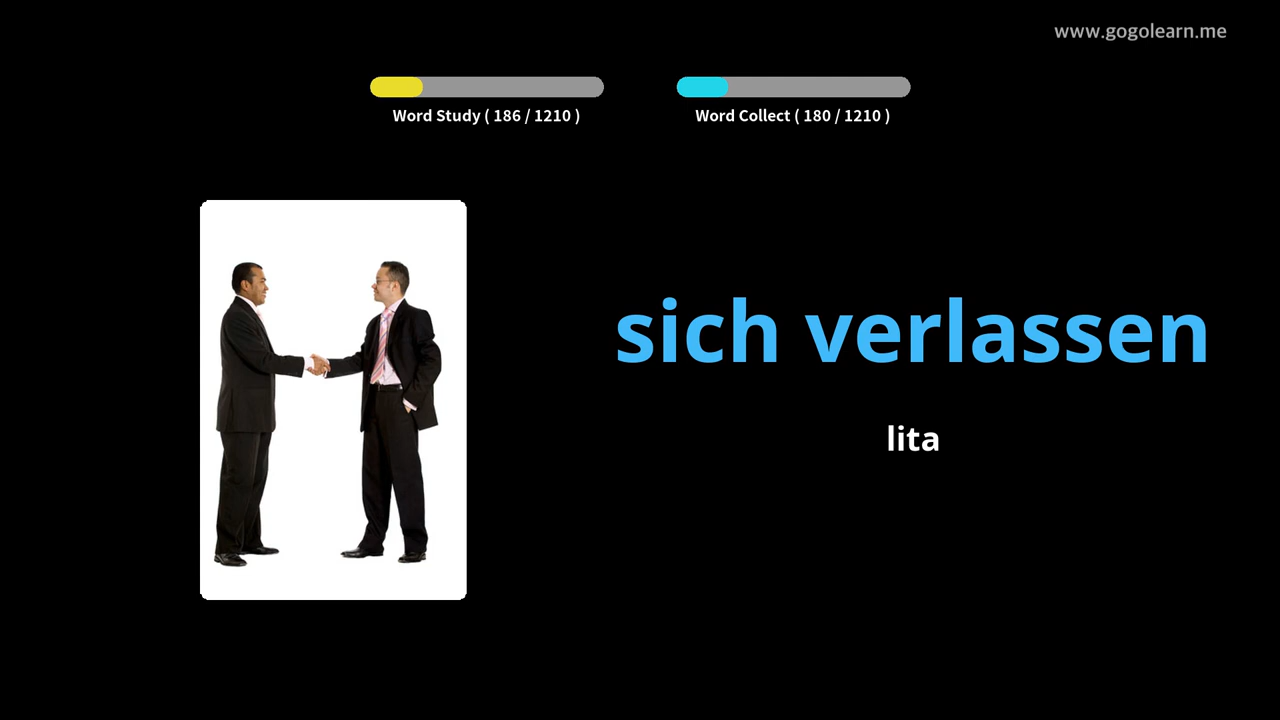 www.gogolearn.me
Word Study ( 186 / 1210 )
Word Collect ( 180 / 1210 )
sich verlassen
lita